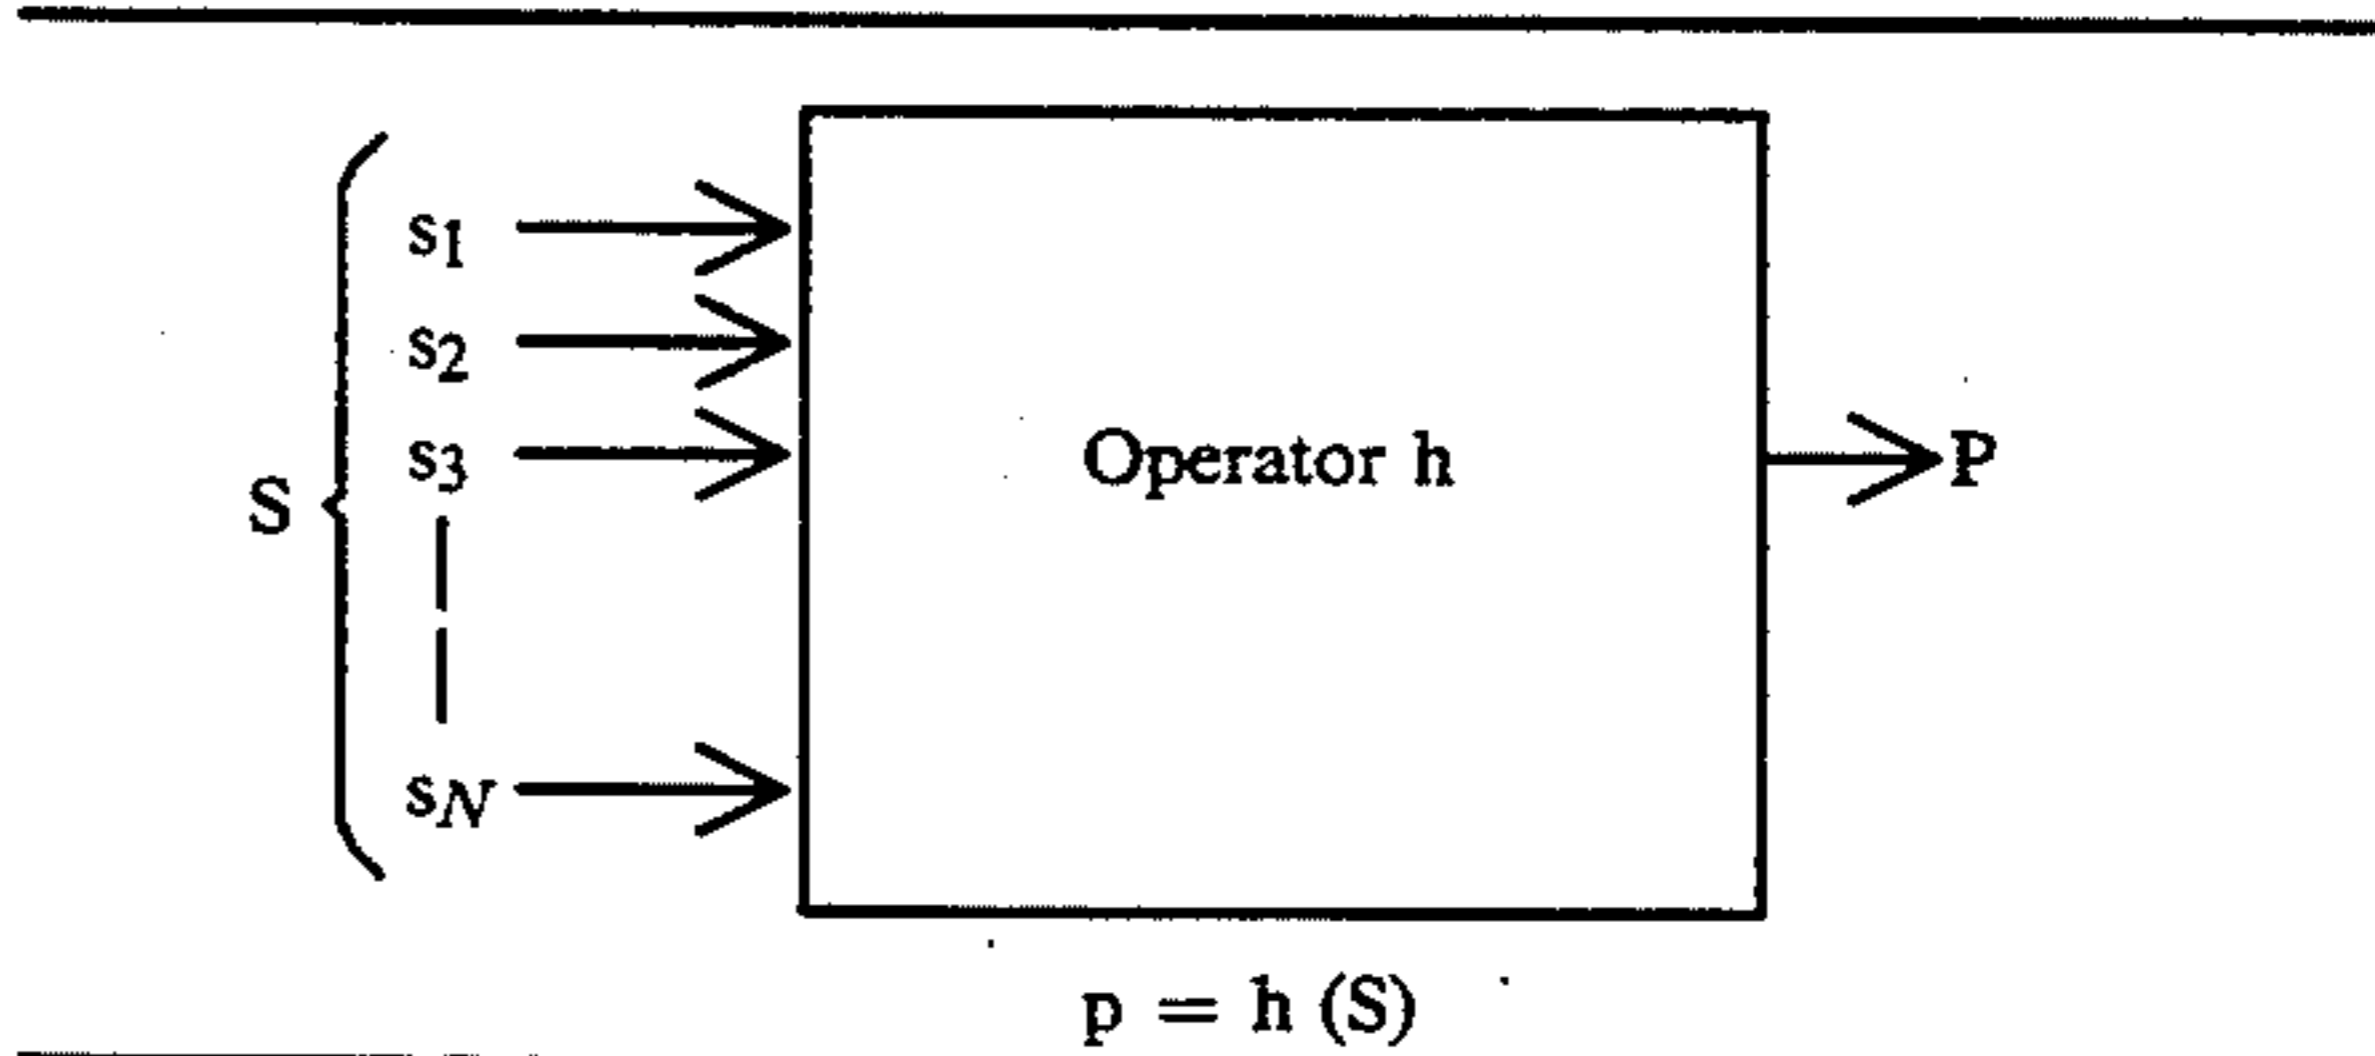 s1
s2
s3
S
Operator h
P
sN
p = h (S)